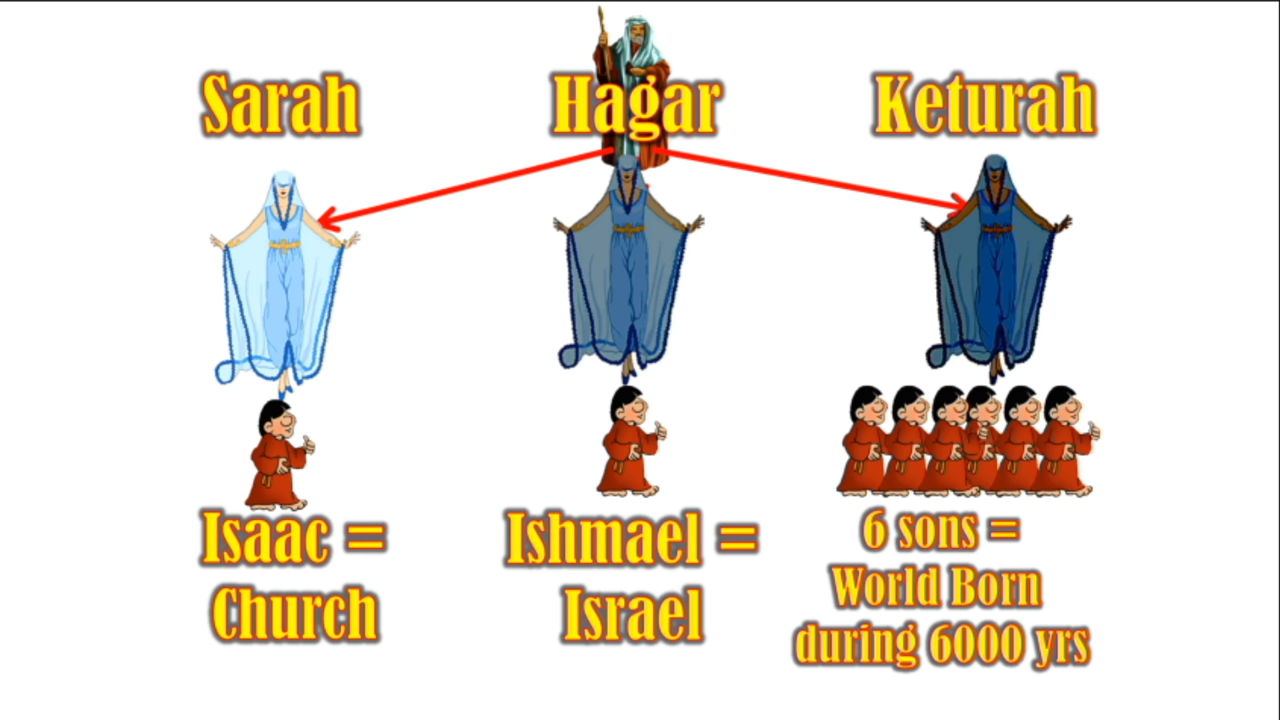 Sarah
Hagar
Keturah
Isaac =
Church
Ishmael =
Israel
6 sons =
World Born
during 6000 yrs